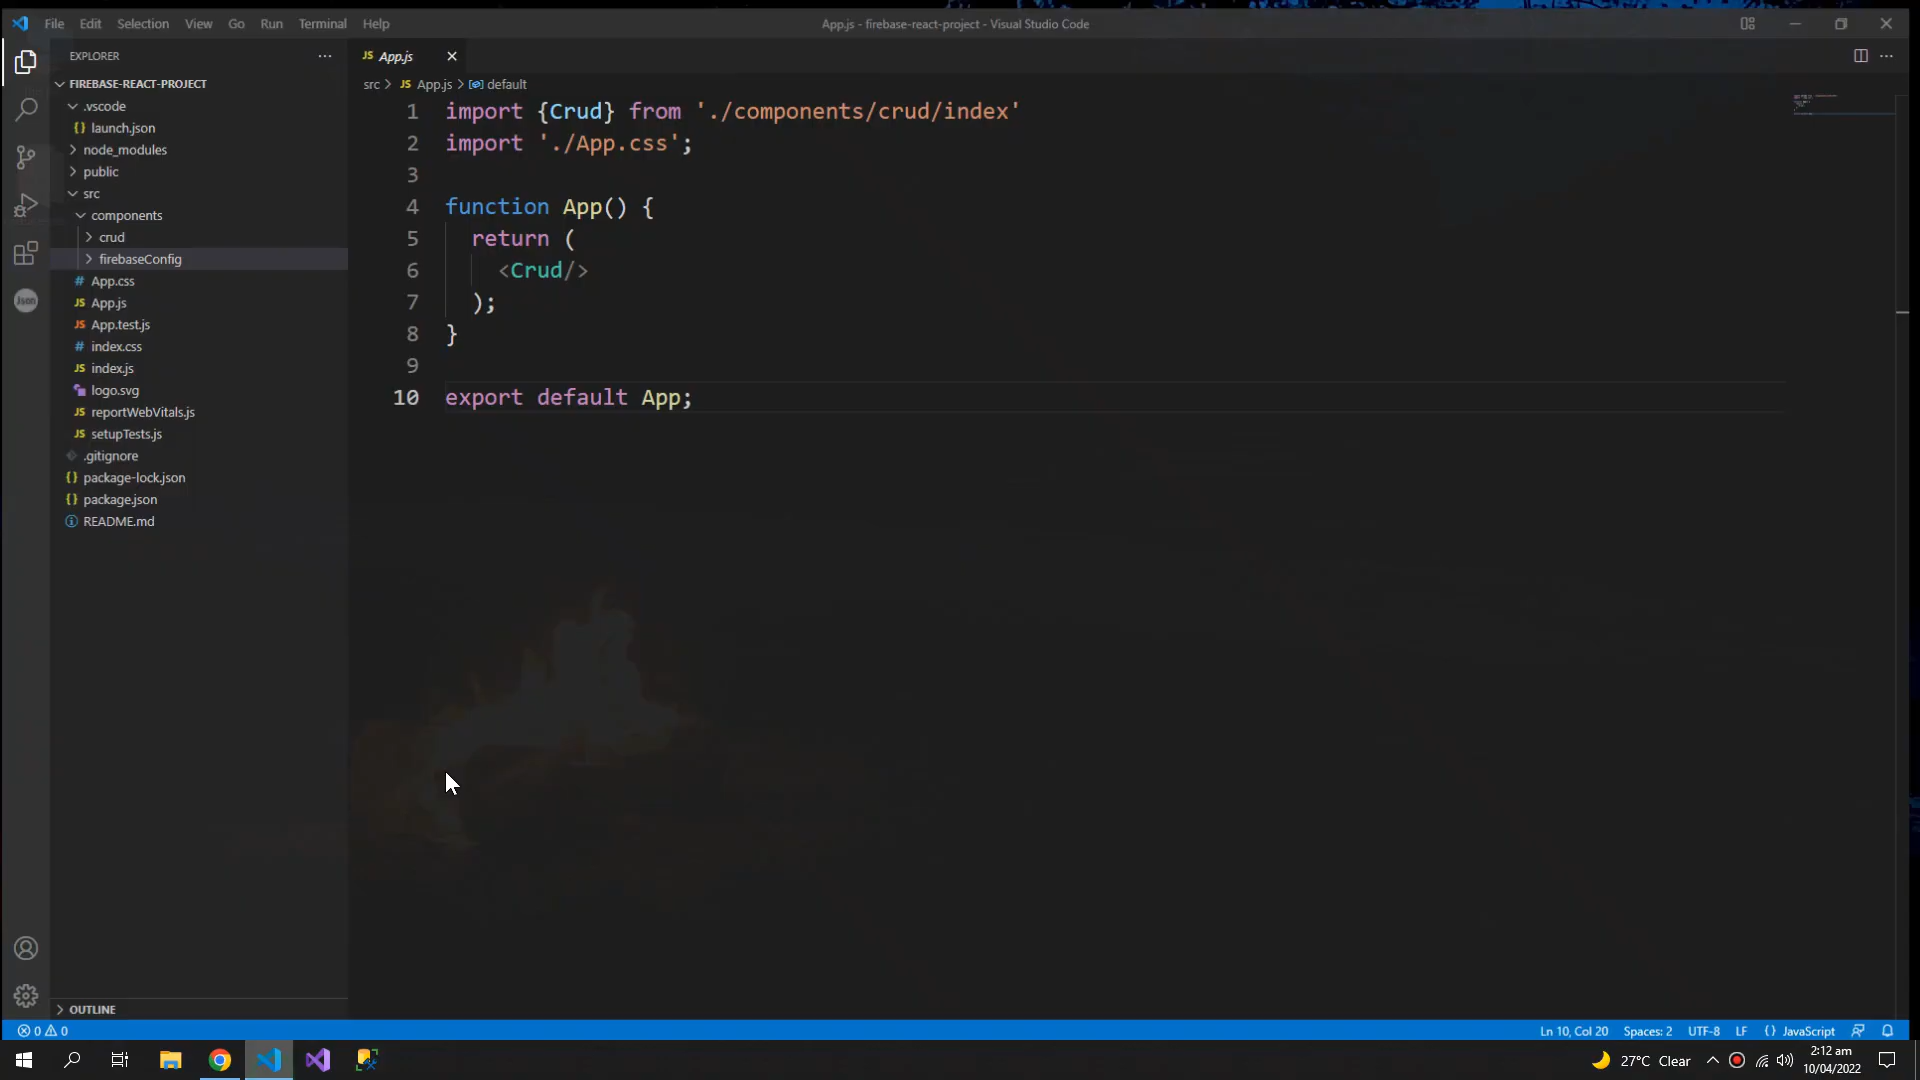 File Edit Selection View Go Run Terminal Help
App.js - firebase-react-project - Visual Studio Code
EXPLORER
FIREBASE-REACT-PROJECT
.vscode
launch.json
node_modules
public
src
components
crud
firebaseConfig
App.css
App.js
App.test.js
index.css
index.js
logo.svg
reportWebVitals.js
setupTests.js
.gitignore
package-lock.json
package.json
README.md
OUTLINE
Json
JS App.js
src > JS App.js > default
1 import {Crud} from './components/crud/index'
2 import './App.css';
3
4 function App() {
5 return (
6 <Crud/>
7 );
8 }
9
10 export default App;
0 0
Ln 10, Col 20 Spaces: 2 UTF-8 LF {} JavaScript
27°C Clear
2:12 am
10/04/2022